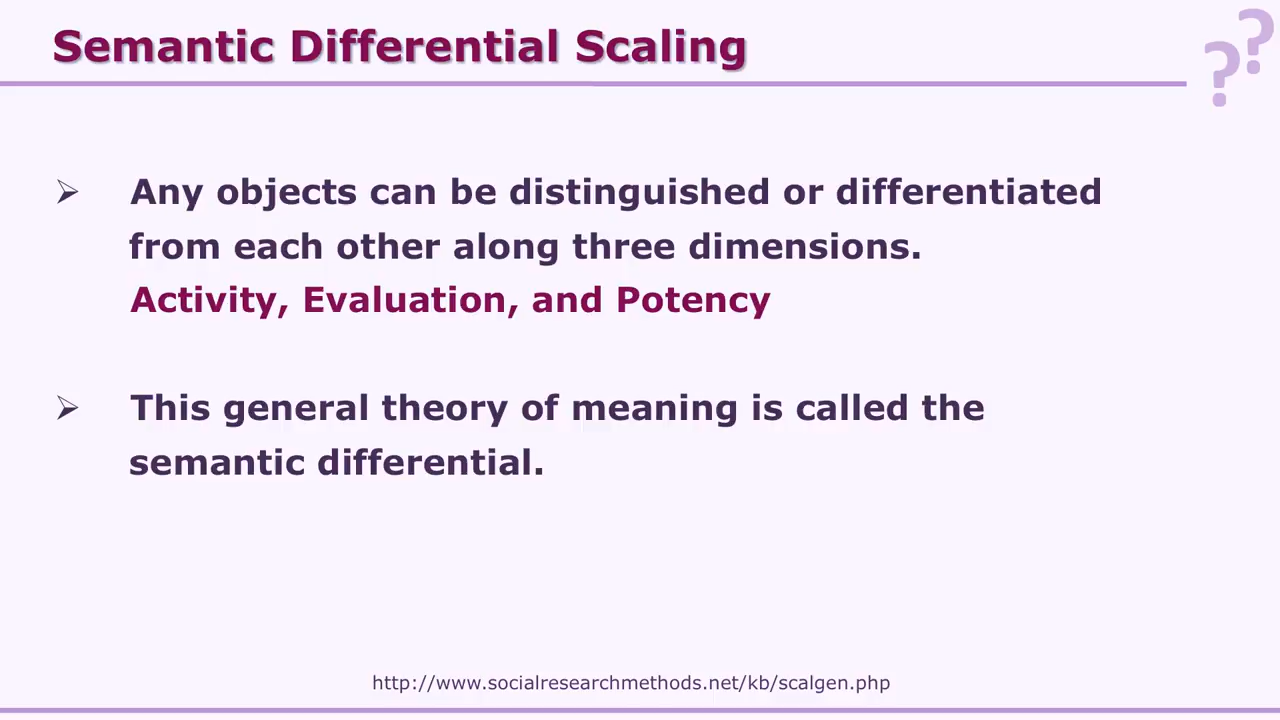 Semantic Differential Scaling
??
➢ Any objects can be distinguished or differentiated
from each other along three dimensions.
Activity, Evaluation, and Potency
➢ This general theory of meaning is called the
semantic differential.
http://www.socialresearchmethods.net/kb/scalgen.php